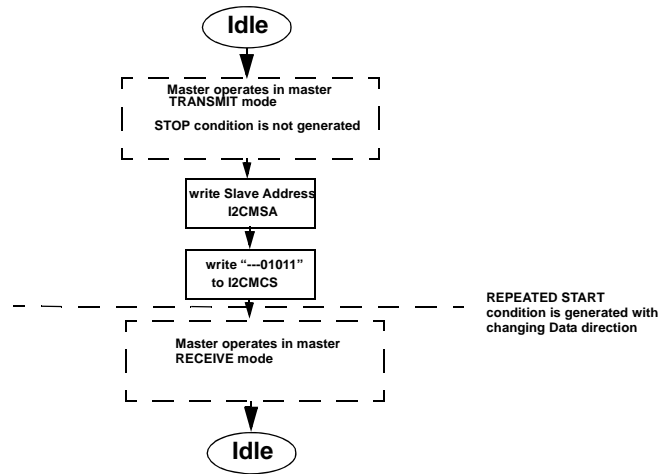 Idle
Master operates in master
TRANSMIT mode
STOP condition is not generated
write Slave Address
I2CMSA
write “---01011”
to I2CMCS
REPEATED START
condition is generated with
changing Data direction
Master operates in master
RECEIVE mode
Idle